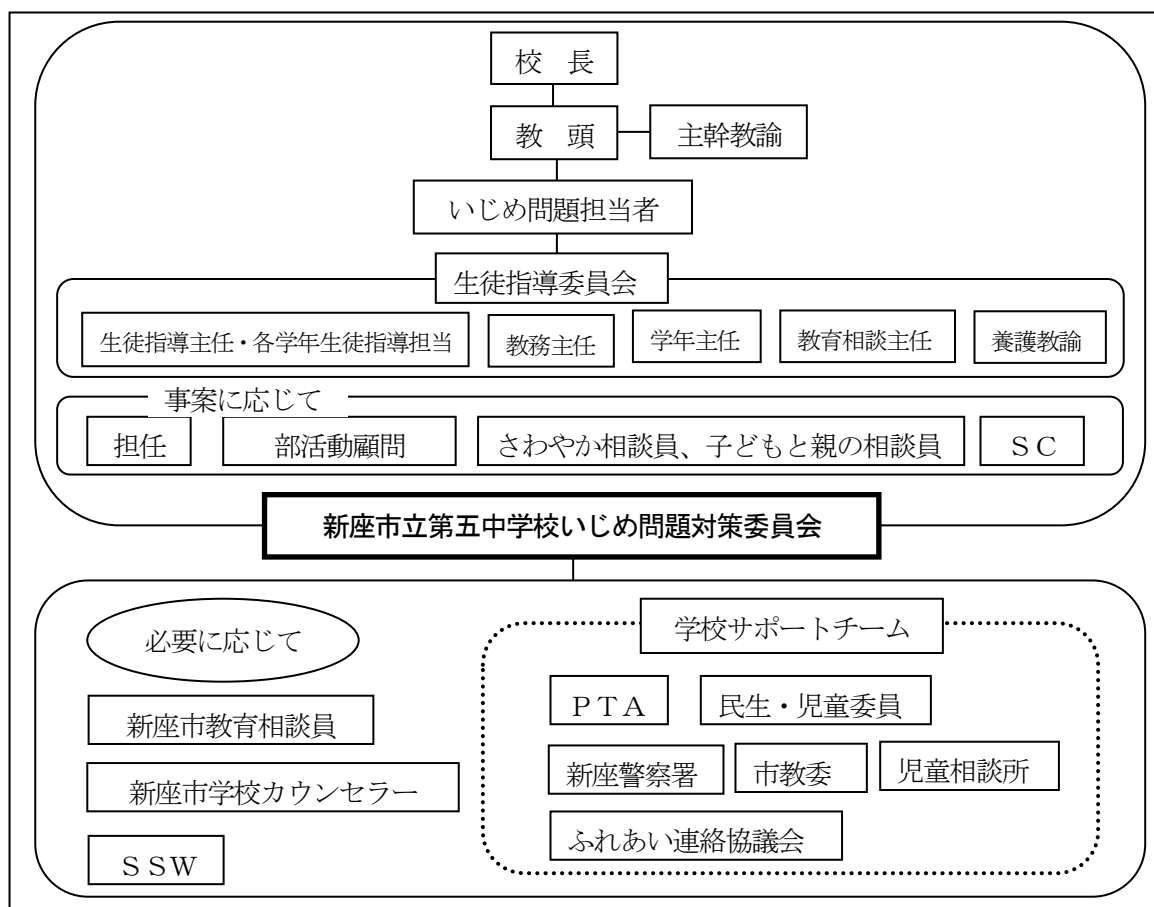 校　長
教　頭
主幹教諭
いじめ問題担当者
生徒指導委員会
生徒指導主任・各学年生徒指導担当
教務主任
学年主任
教育相談主任
養護教諭
事案に応じて
担任
部活動顧問
さわやか相談員、子どもと親の相談員
ＳＣ
新座市立第五中学校いじめ問題対策委員会
必要に応じて
新座市教育相談員
新座市学校カウンセラー
ＳＳＷ
学校サポートチーム
ＰＴＡ
民生・児童委員
新座警察署
市教委
児童相談所
ふれあい連絡協議会